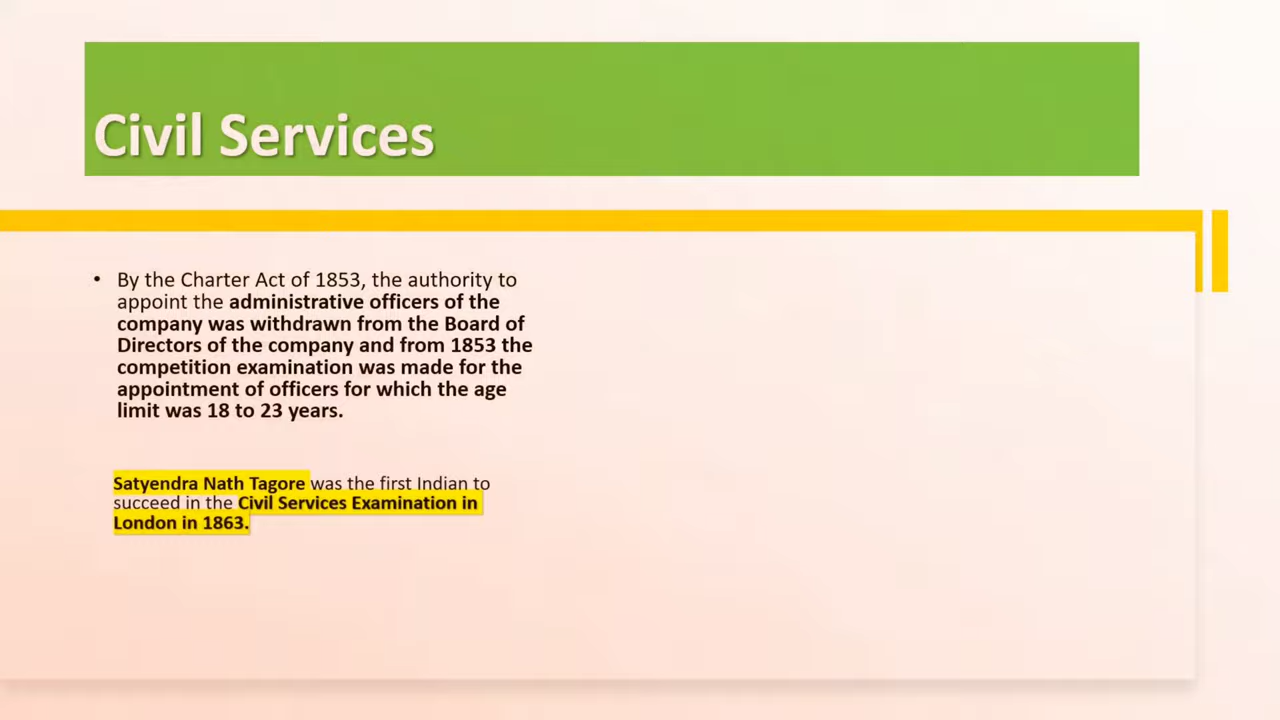 Civil Services
• By the Charter Act of 1853, the authority to
appoint the administrative officers of the
company was withdrawn from the Board of
Directors of the company and from 1853 the
competition examination was made for the
appointment of officers for which the age
limit was 18 to 23 years.
Satyendra Nath Tagore was the first Indian to
succeed in the Civil Services Examination in
London in 1863.